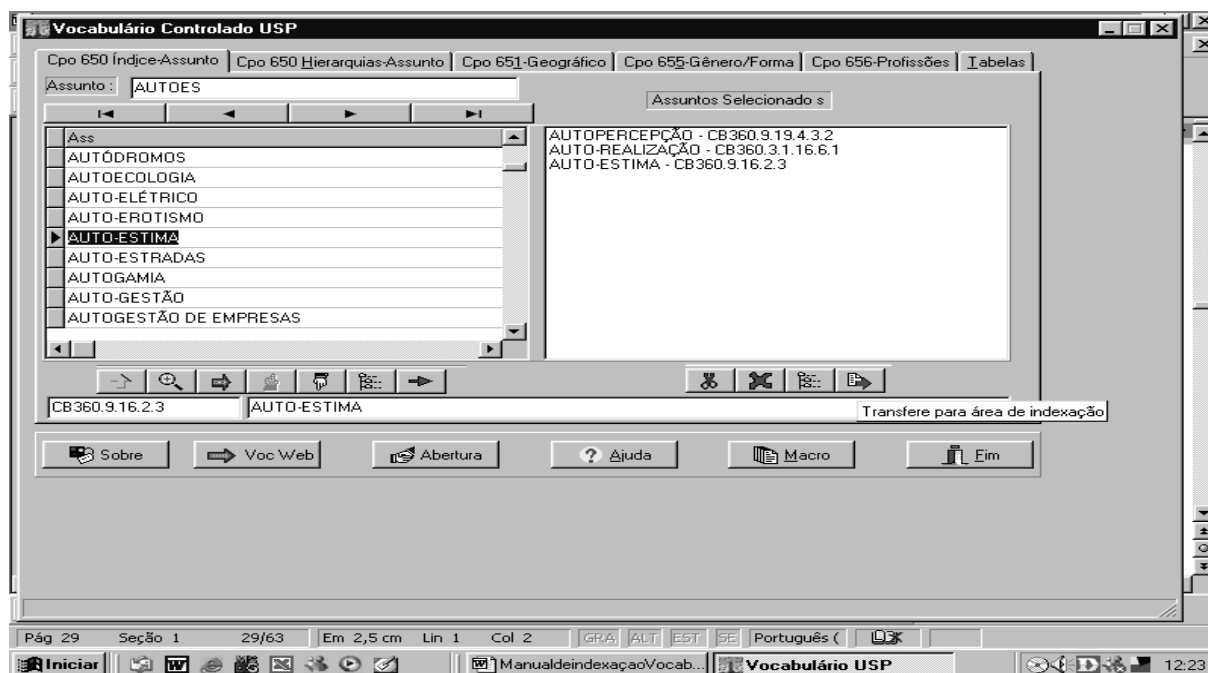 Vocabulário Controlado USP
Cpo 650 Índice-Assunto Cpo 650 Hierarquias-Assunto Cpo 651-Geográfico Cpo 655-Gênero/Forma Cpo 656-Profissões Tabelas
Assunto : AUTOES
Assuntos Selecionado s
Ass
AUTÓDROMOS
AUTOECOLOGIA
AUTO-ELÉTRICO
AUTO-EROTISMO
AUTO-ESTIMA
AUTO-ESTRADAS
AUTOGAMIA
AUTO-GESTÃO
AUTOGESTÃO DE EMPRESAS
AUTOPERCEPÇÃO - CB360.9.19.4.3.2
AUTO-REALIZAÇÃO - CB360.3.1.16.6.1
AUTO-ESTIMA - CB360.9.16.2.3
CB360.9.16.2.3 AUTO-ESTIMA
Transfere para área de indexação
Sobre Voc Web Abertura Ajuda Macro Fim
Pág 29 Seção 1 29/63 Em 2,5 cm Lin 1 Col 2 GRA ALT EST SE Português (
Iniciar ManualdeindexaçaoVocab... Vocabulário USP 12:23